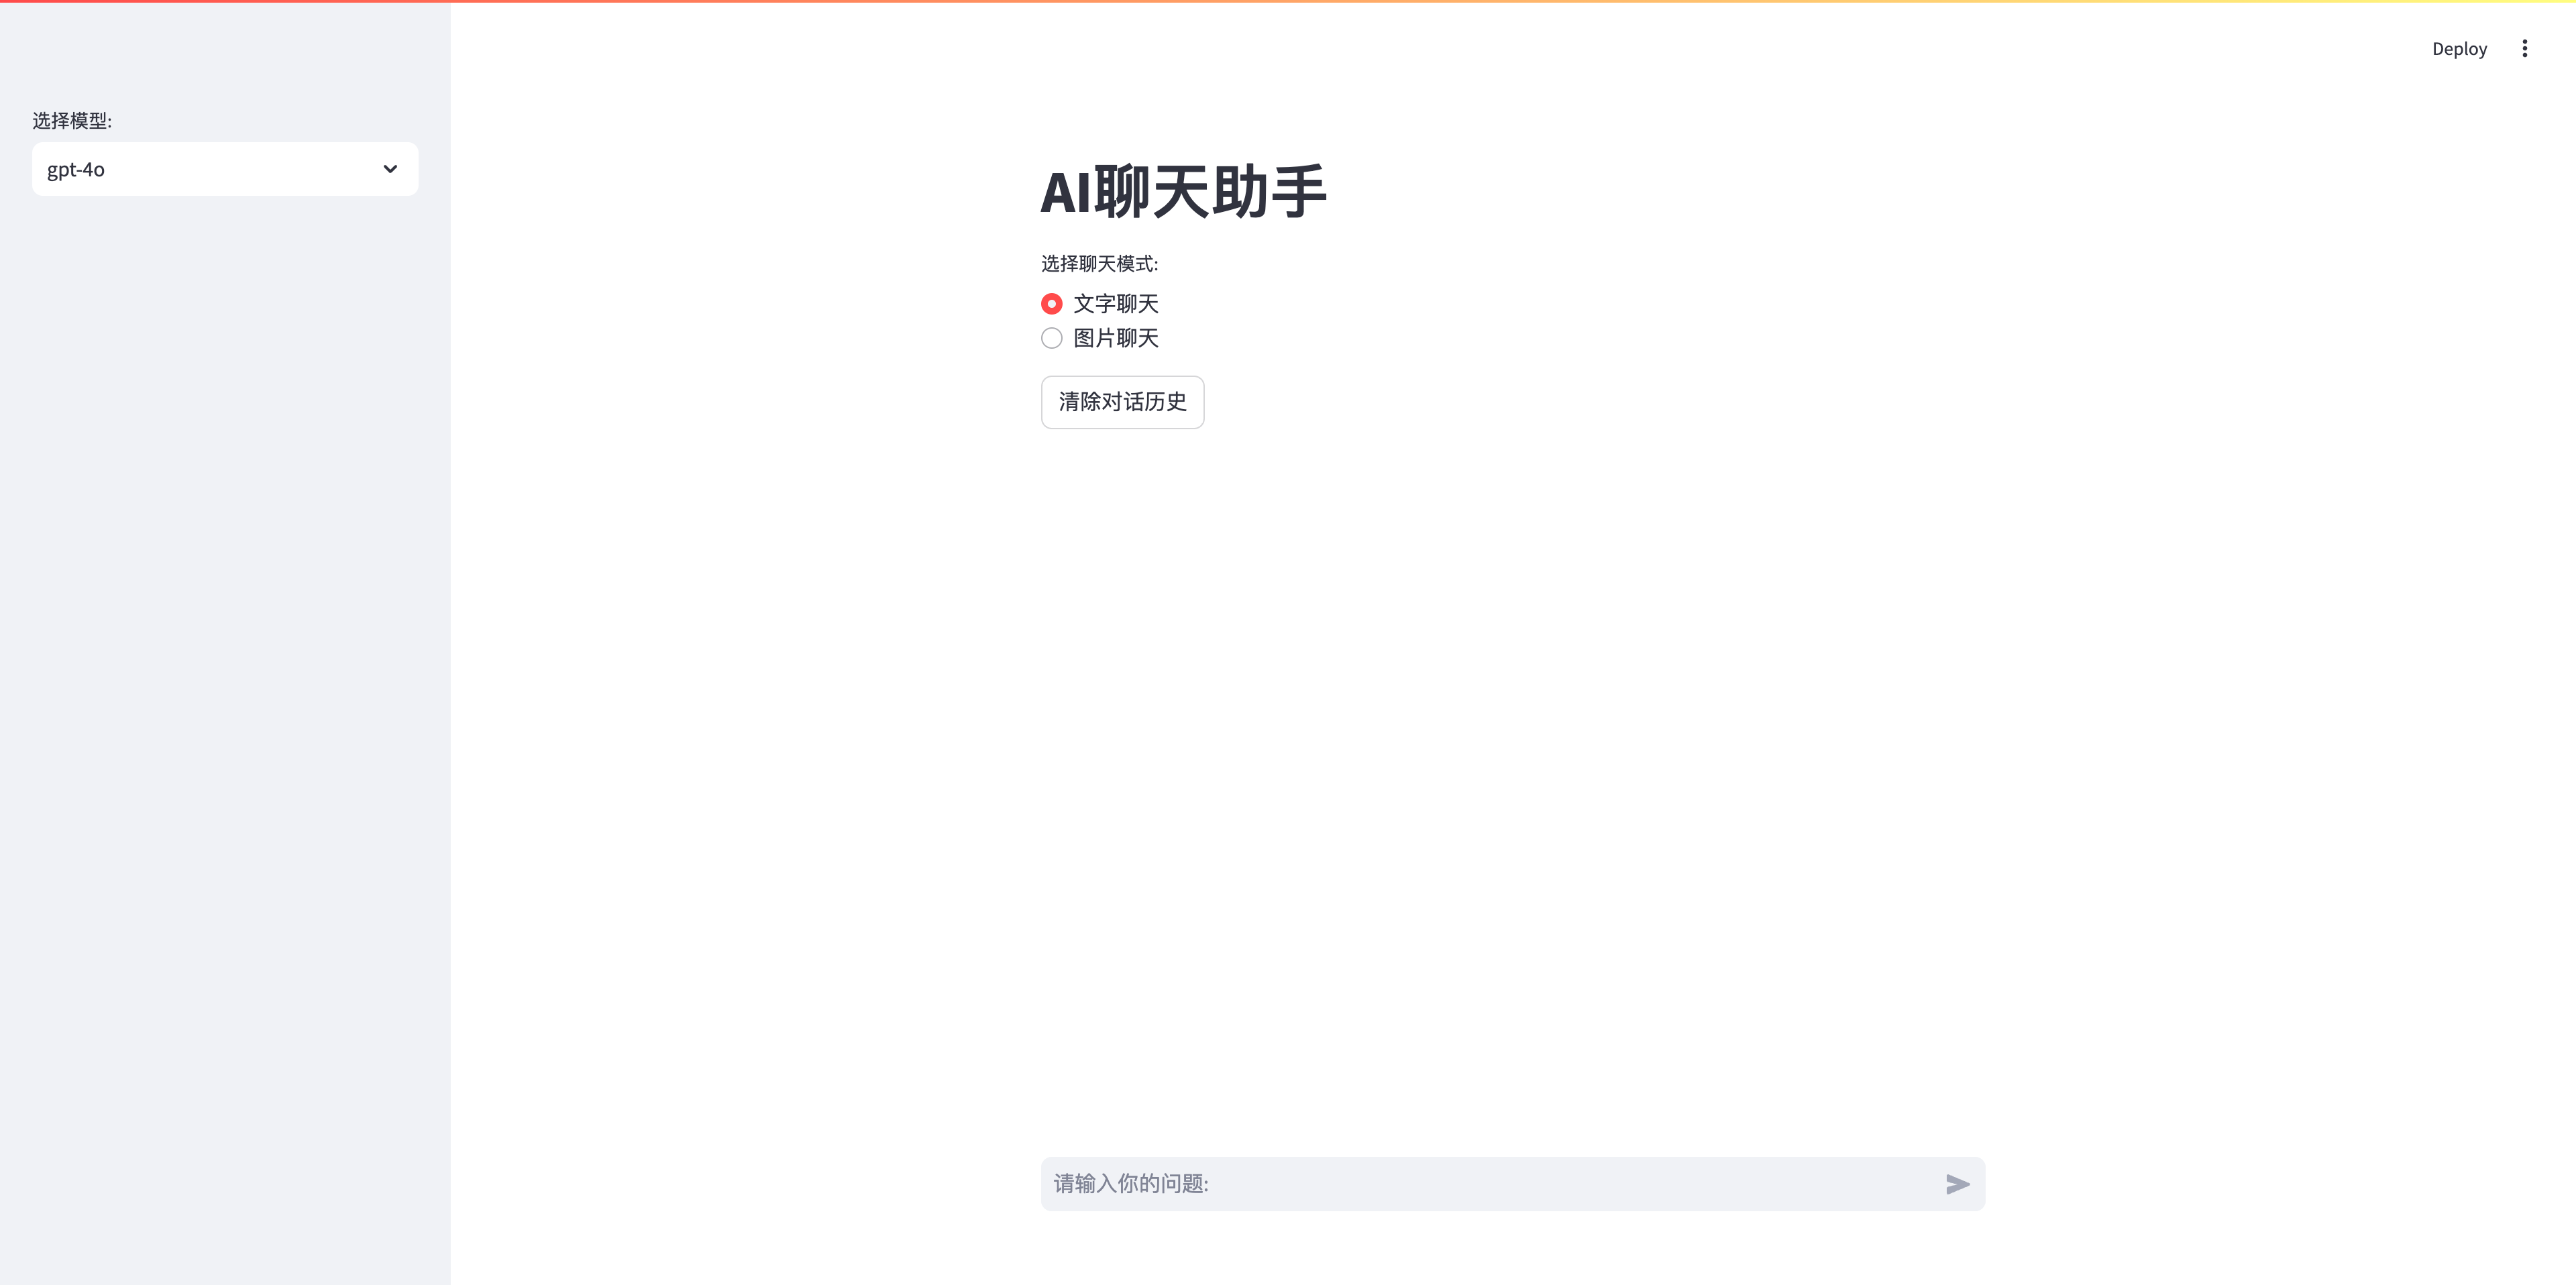 Deploy
选择模型:
gpt-4o
AI聊天助手
选择聊天模式:
文字聊天
图片聊天
清除对话历史
请输入你的问题: